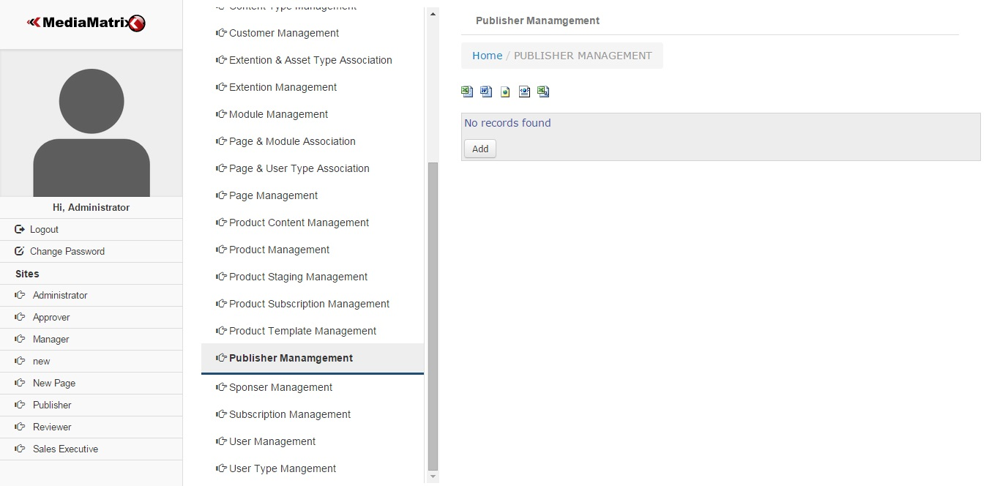 MediaMatrix
Hi, Administrator
Logout
Change Password
Sites
Administrator
Approver
Manager
new
New Page
Publisher
Reviewer
Sales Executive
Content Type Management
Customer Management
Extention & Asset Type Association
Extention Management
Module Management
Page & Module Association
Page & User Type Association
Page Management
Product Content Management
Product Management
Product Staging Management
Product Subscription Management
Product Template Management
Publisher Manamgement
Sponser Management
Subscription Management
User Management
User Type Mangement
Publisher Manamgement
Home / PUBLISHER MANAGEMENT
No records found
Add